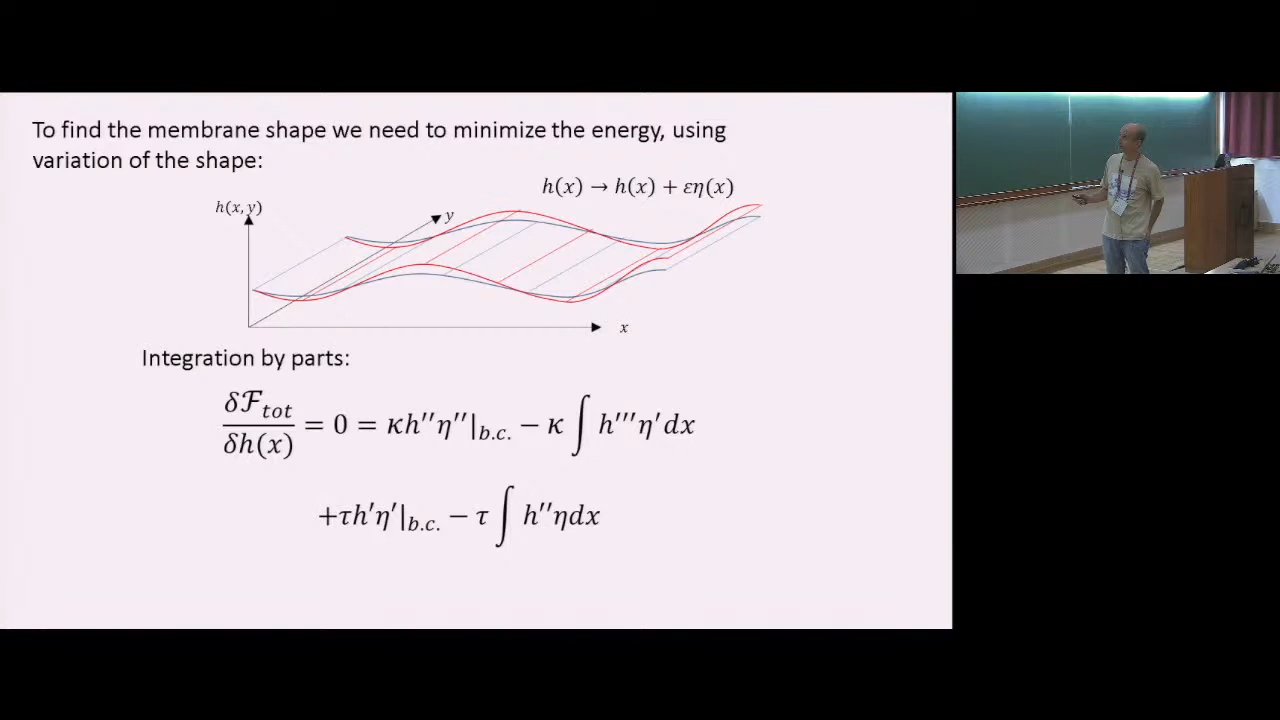 To find the membrane shape we need to minimize the energy, using
variation of the shape:
h(x) → h(x) + εη(x)
h(x, y)
y
x
Integration by parts:
δℱ_tot / δh(x) = 0 = κh′′η′′|_b.c. − κ ∫ h′′′η′dx
+τh′η′|_b.c. − τ ∫ h′′ηdx